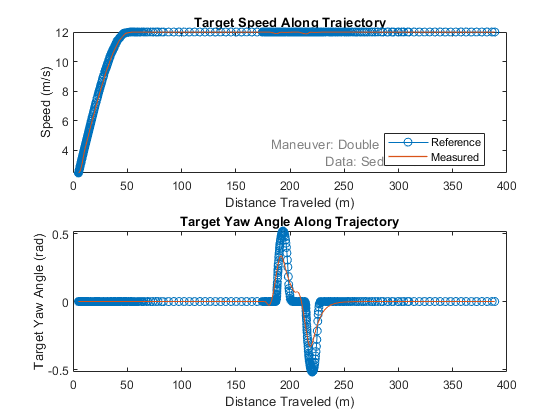 Target Speed Along Trajectory
12
10
8
6
4
Speed (m/s)
Maneuver: Double
Data: Sed
Reference
Measured
0 50 100 150 200 250 300 350 400
Distance Traveled (m)
Target Yaw Angle Along Trajectory
0.5
0
-0.5
Target Yaw Angle (rad)
0 50 100 150 200 250 300 350 400
Distance Traveled (m)